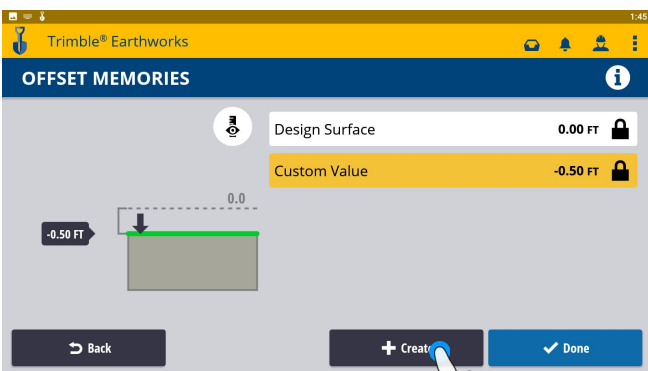 1:45
Trimble® Earthworks
OFFSET MEMORIES
Design Surface 0.00 FT
Custom Value -0.50 FT
0.0
-0.50 FT
Back
Create
Done